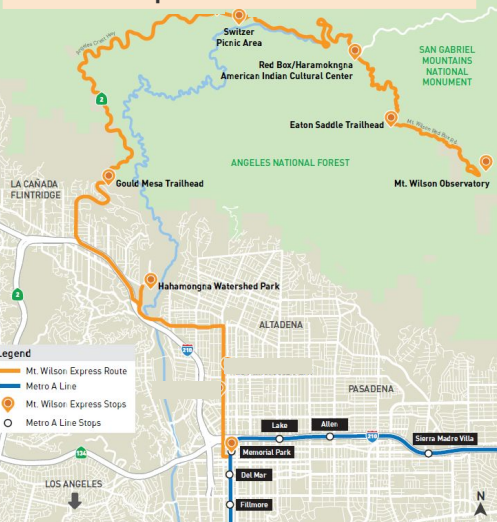 Switzer
Picnic Area
Angeles Crest Hwy
Red Box/Haramokngna
American Indian Cultural Center
SAN GABRIEL
MOUNTAINS
NATIONAL
MONUMENT
2
Eaton Saddle Trailhead
Mt. Wilson Red Box Rd
ANGELES NATIONAL FOREST
LA CAÑADA
FLINTRIDGE
Gould Mesa Trailhead
Mt. Wilson Observatory
2
Hahamongna Watershed Park
ALTADENA
210
Legend
Mt. Wilson Express Route
Metro A Line
Mt. Wilson Express Stops
Metro A Line Stops
PASADENA
Lake
Allen
210
Sierra Madre Villa
134
Memorial Park
LOS ANGELES
Del Mar
Fillmore
N